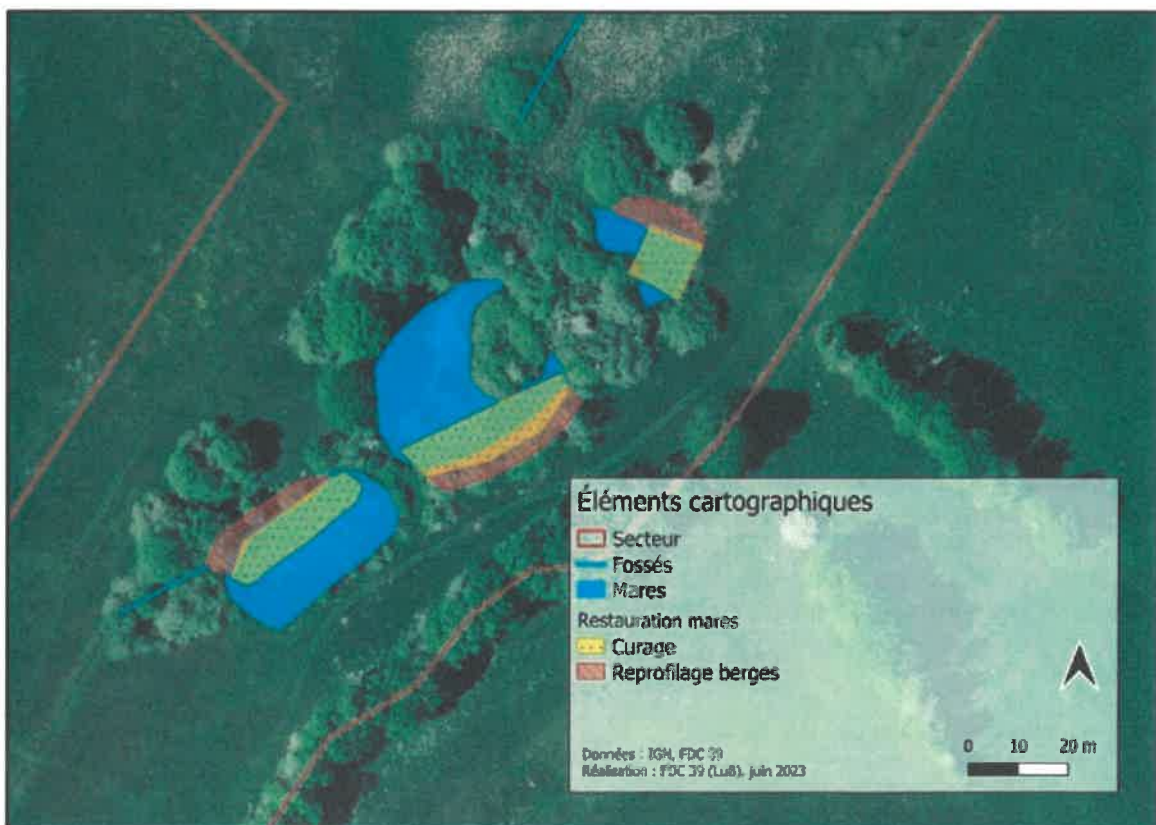 Éléments cartographiques
Secteur
Fossés
Mares
Restauration mares
Curage
Reprofilage berges
0 10 20 m
Données : IGN, FDC 39
Réalisation : FDC 39 (LuB), juin 2023